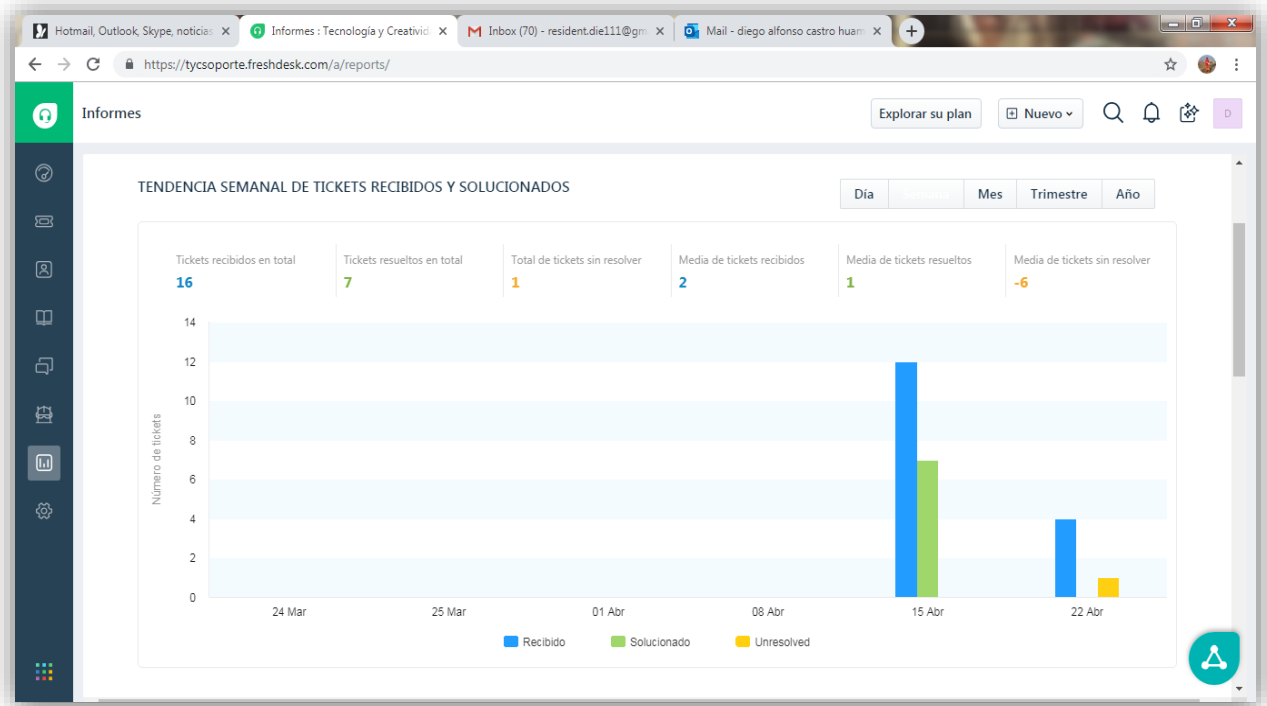 Hotmail, Outlook, Skype, noticias
Informes : Tecnología y Creativid
Inbox (70) - resident.die111@gm
Mail - diego alfonso castro huam
https://tycsoporte.freshdesk.com/a/reports/
Informes
Explorar su plan
Nuevo
D
TENDENCIA SEMANAL DE TICKETS RECIBIDOS Y SOLUCIONADOS
Día
Semana
Mes
Trimestre
Año
Tickets recibidos en total
16
Tickets resueltos en total
7
Total de tickets sin resolver
1
Media de tickets recibidos
2
Media de tickets resueltos
1
Media de tickets sin resolver
-6
Número de tickets
14
12
10
8
6
4
2
0
24 Mar
25 Mar
01 Abr
08 Abr
15 Abr
22 Abr
Recibido
Solucionado
Unresolved